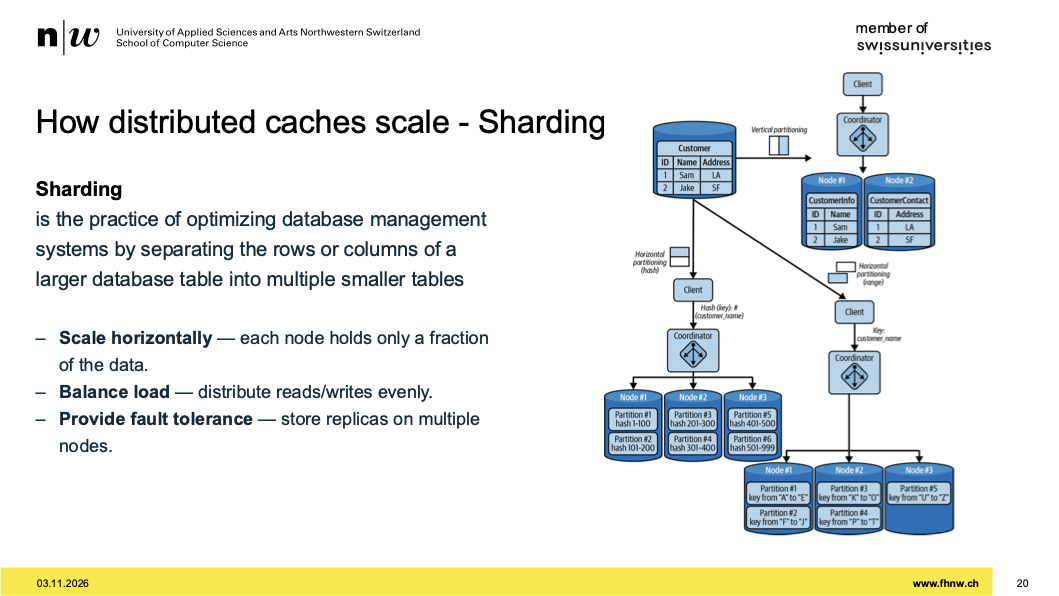 n|w University of Applied Sciences and Arts Northwestern Switzerland
School of Computer Science
member of
swissuniversities
How distributed caches scale - Sharding
Sharding
is the practice of optimizing database management
systems by separating the rows or columns of a
larger database table into multiple smaller tables
– Scale horizontally — each node holds only a fraction
of the data.
– Balance load — distribute reads/writes evenly.
– Provide fault tolerance — store replicas on multiple
nodes.
Customer
ID Name Address
1 Sam LA
2 Jake SF
Vertical partitioning
Client
Coordinator
Node #1
CustomerInfo
ID Name
1 Sam
2 Jake
Node #2
CustomerContact
ID Address
1 LA
2 SF
Horizontal
partitioning
(hash)
Client
Hash (key): #
(customer_name)
Coordinator
Node #1
Partition #1
hash 1-100
Partition #2
hash 101-200
Node #2
Partition #3
hash 201-300
Partition #4
hash 301-400
Node #3
Partition #5
hash 401-500
Partition #6
hash 501-999
Horizontal
partitioning
(range)
Client
Key:
customer_name
Coordinator
Node #1
Partition #1
key from "A" to "E"
Partition #2
key from "F" to "J"
Node #2
Partition #3
key from "K" to "O"
Partition #4
key from "P" to "T"
Node #3
Partition #5
key from "U" to "Z"
03.11.2026
www.fhnw.ch
20